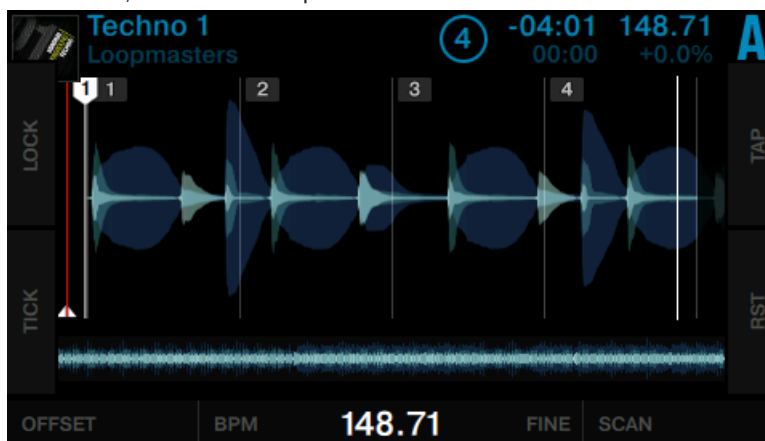 Techno 1
Loopmasters
4
-04:01
00:00
148.71
+0.0%
A
1 1 2 3 4
LOCK
TICK
TAP
RST
OFFSET
BPM
148.71
FINE
SCAN